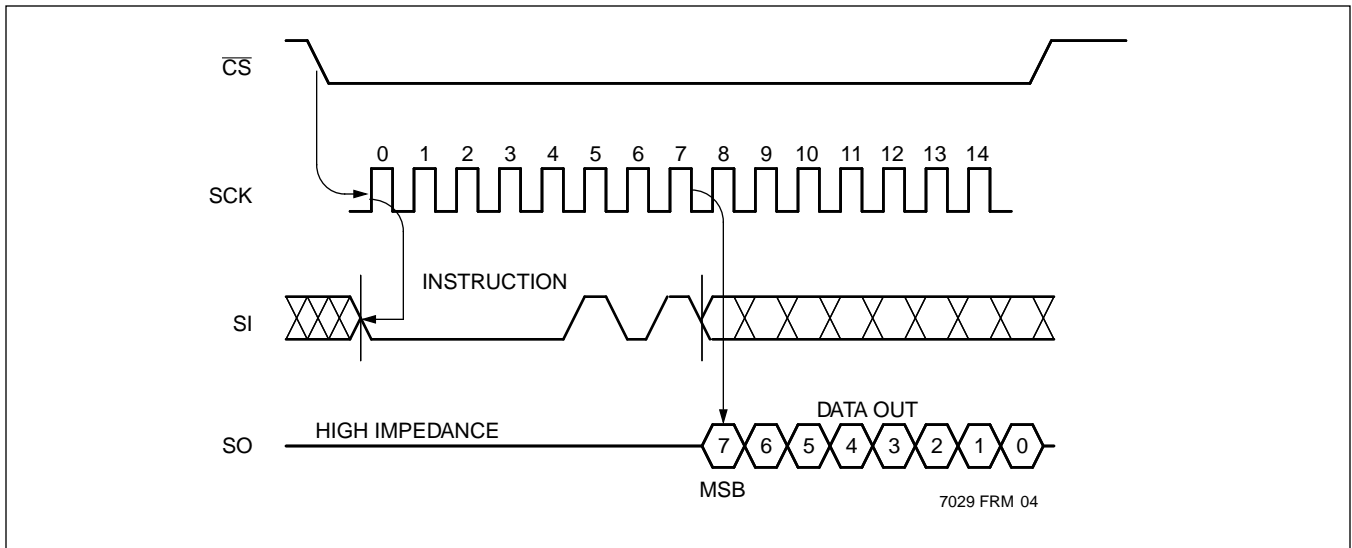 CS
0 1 2 3 4 5 6 7 8 9 10 11 12 13 14
SCK
INSTRUCTION
SI
DATA OUT
HIGH IMPEDANCE
SO
7 6 5 4 3 2 1 0
MSB
7029 FRM 04